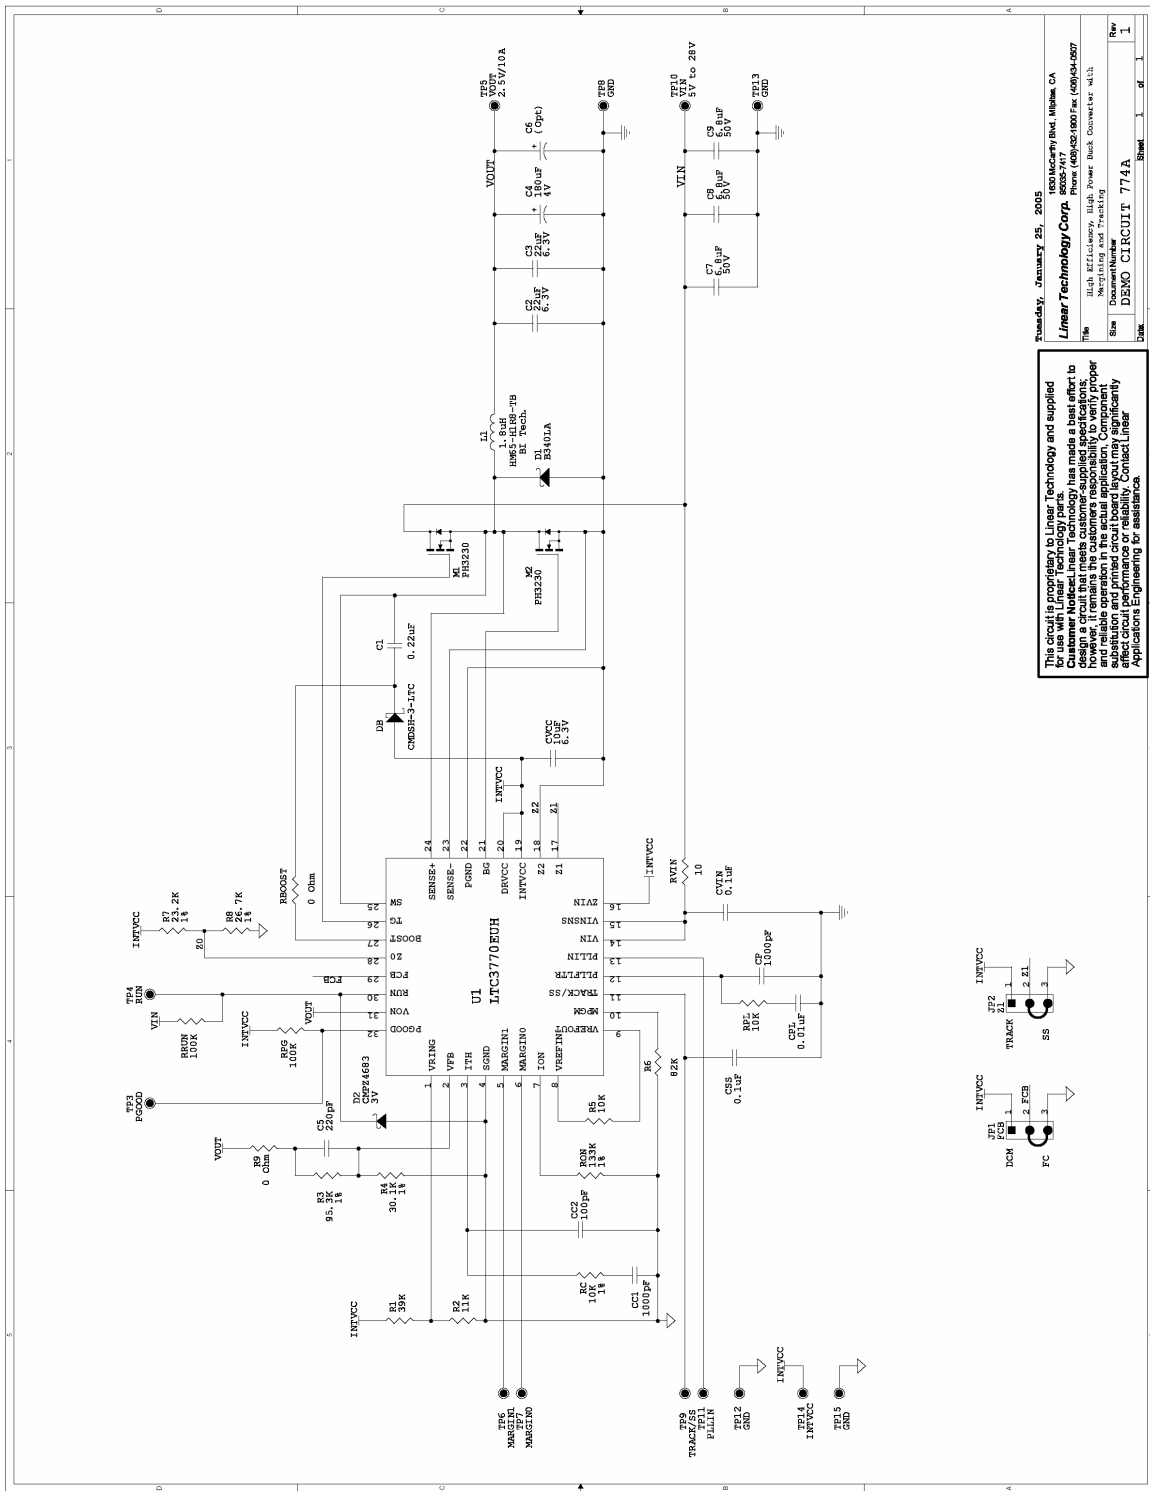 TP5
VOUT
2.5V/10A
TP8
GND
TP10
VIN
5V to 28V
TP13
GND
VOUT
C6
(Opt)
+
C4
180uF
4V
+
C3
22uF
6.3V
C2
22uF
6.3V
VIN
C9
6.8uF
50V
C8
6.8uF
50V
C7
6.8uF
50V
L1
1.8uH
HM65-H1R8-TB
BI Tech.
D1
B340LA
M1
PH3230
M2
PH3230
C1
0.22uF
DB
CMDSH-3-LTC
INTVCC
CVCC
10uF
6.3V
Z2
Z1
RBOOST
0 Ohm
INTVCC
R7
23.2K
1%
Z0
R8
26.7K
1%
FCB
TP4
RUN
VIN
RRUN
100K
VOUT
INTVCC
RPG
100K
TP3
PGOOD
U1
LTC3770EUH
24
SENSE+
23
SENSE-
22
PGND
21
BG
20
DRVCC
19
INTVCC
18
Z2
17
Z1
25
SW
26
TG
27
BOOST
28
Z0
29
FCB
30
RUN
31
VON
32
PGOOD
1
VRING
2
VFB
3
ITH
4
SGND
5
MARGIN1
6
MARGIN0
7
ION
8
VREFIN
16
ZVIN
15
VINSNS
14
VIN
13
PLLIN
12
PLLFLTR
11
TRACK/SS
10
MPGM
9
VREFOUT
INTVCC
RVIN
10
CVIN
0.1uF
CP
1000pF
RPL
10K
CPL
0.01uF
CSS
0.1uF
R6
82K
D2
CMPZ4683
3V
C5
220pF
VOUT
R9
0 Ohm
R3
95.3K
1%
R4
30.1K
1%
R5
10K
RON
133K
1%
CC2
100pF
RC
10K
1%
CC1
1000pF
INTVCC
R1
39K
R2
11K
TP6
MARGIN1
TP7
MARGIN0
TP9
TRACK/SS
TP11
PLLIN
TP12
GND
INTVCC
TP14
INTVCC
TP15
GND
INTVCC
JP2
Z1
TRACK
SS
1
2
3
Z1
INTVCC
JP1
FCB
DCM
FC
1
2
3
FCB
This circuit is proprietary to Linear Technology and supplied
for use with Linear Technology parts.
Customer Notice:Linear Technology has made a best effort to
design a circuit that meets customer-supplied specifications;
however, it remains the customers responsibility to verify proper
and reliable operation in the actual application, Component
substitution and printed circuit board layout may significantly
affect circuit performance or reliability. Contact Linear
Applications Engineering for assistance.
Tuesday, January 25, 2005
Linear Technology Corp.
1630 McCarthy Blvd., Milpitas, CA
95035-7417
Phone: (408)432-1900 Fax: (408)434-0507
Title
High Efficiency, High Power Buck Converter with
Margining and Tracking
Size
Document Number
DEMO CIRCUIT 774A
Rev
1
Date:
Sheet
1
of
1
D
C
B
A
D
C
B
A
1
2
3
4
5